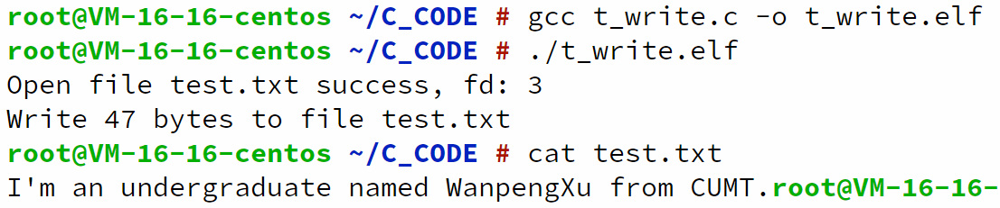 root@VM-16-16-centos ~/C_CODE # gcc t_write.c -o t_write.elf
root@VM-16-16-centos ~/C_CODE # ./t_write.elf
Open file test.txt success, fd: 3
Write 47 bytes to file test.txt
root@VM-16-16-centos ~/C_CODE # cat test.txt
I'm an undergraduate named WanpengXu from CUMT.root@VM-16-16-